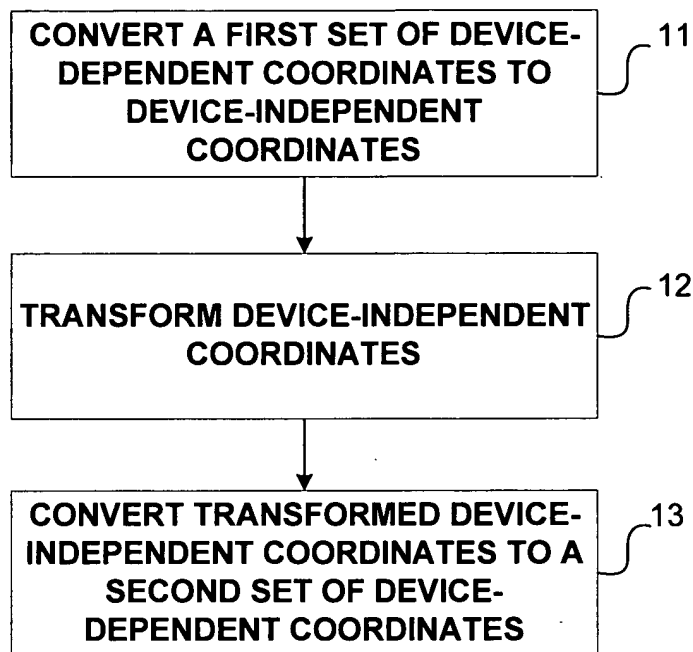 CONVERT A FIRST SET OF DEVICE-
DEPENDENT COORDINATES TO
DEVICE-INDEPENDENT
COORDINATES
11
TRANSFORM DEVICE-INDEPENDENT
COORDINATES
12
CONVERT TRANSFORMED DEVICE-
INDEPENDENT COORDINATES TO A
SECOND SET OF DEVICE-
DEPENDENT COORDINATES
13